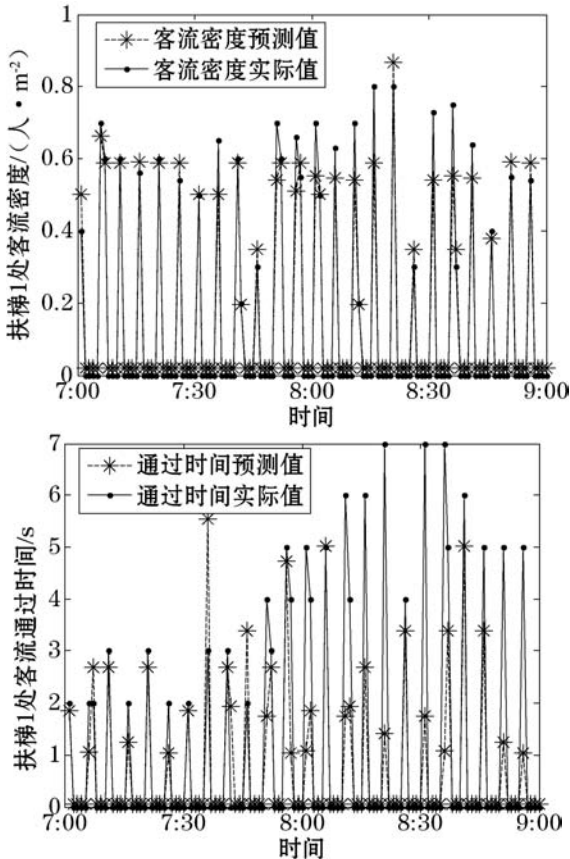 客流密度预测值
客流密度实际值
扶梯1处客流密度/(人•m⁻²)
1
0.8
0.6
0.4
0.2
0
7:00 7:30 8:00 8:30 9:00
时间
通过时间预测值
通过时间实际值
扶梯1处客流通过时间/s
7
6
5
4
3
2
1
0
7:00 7:30 8:00 8:30 9:00
时间